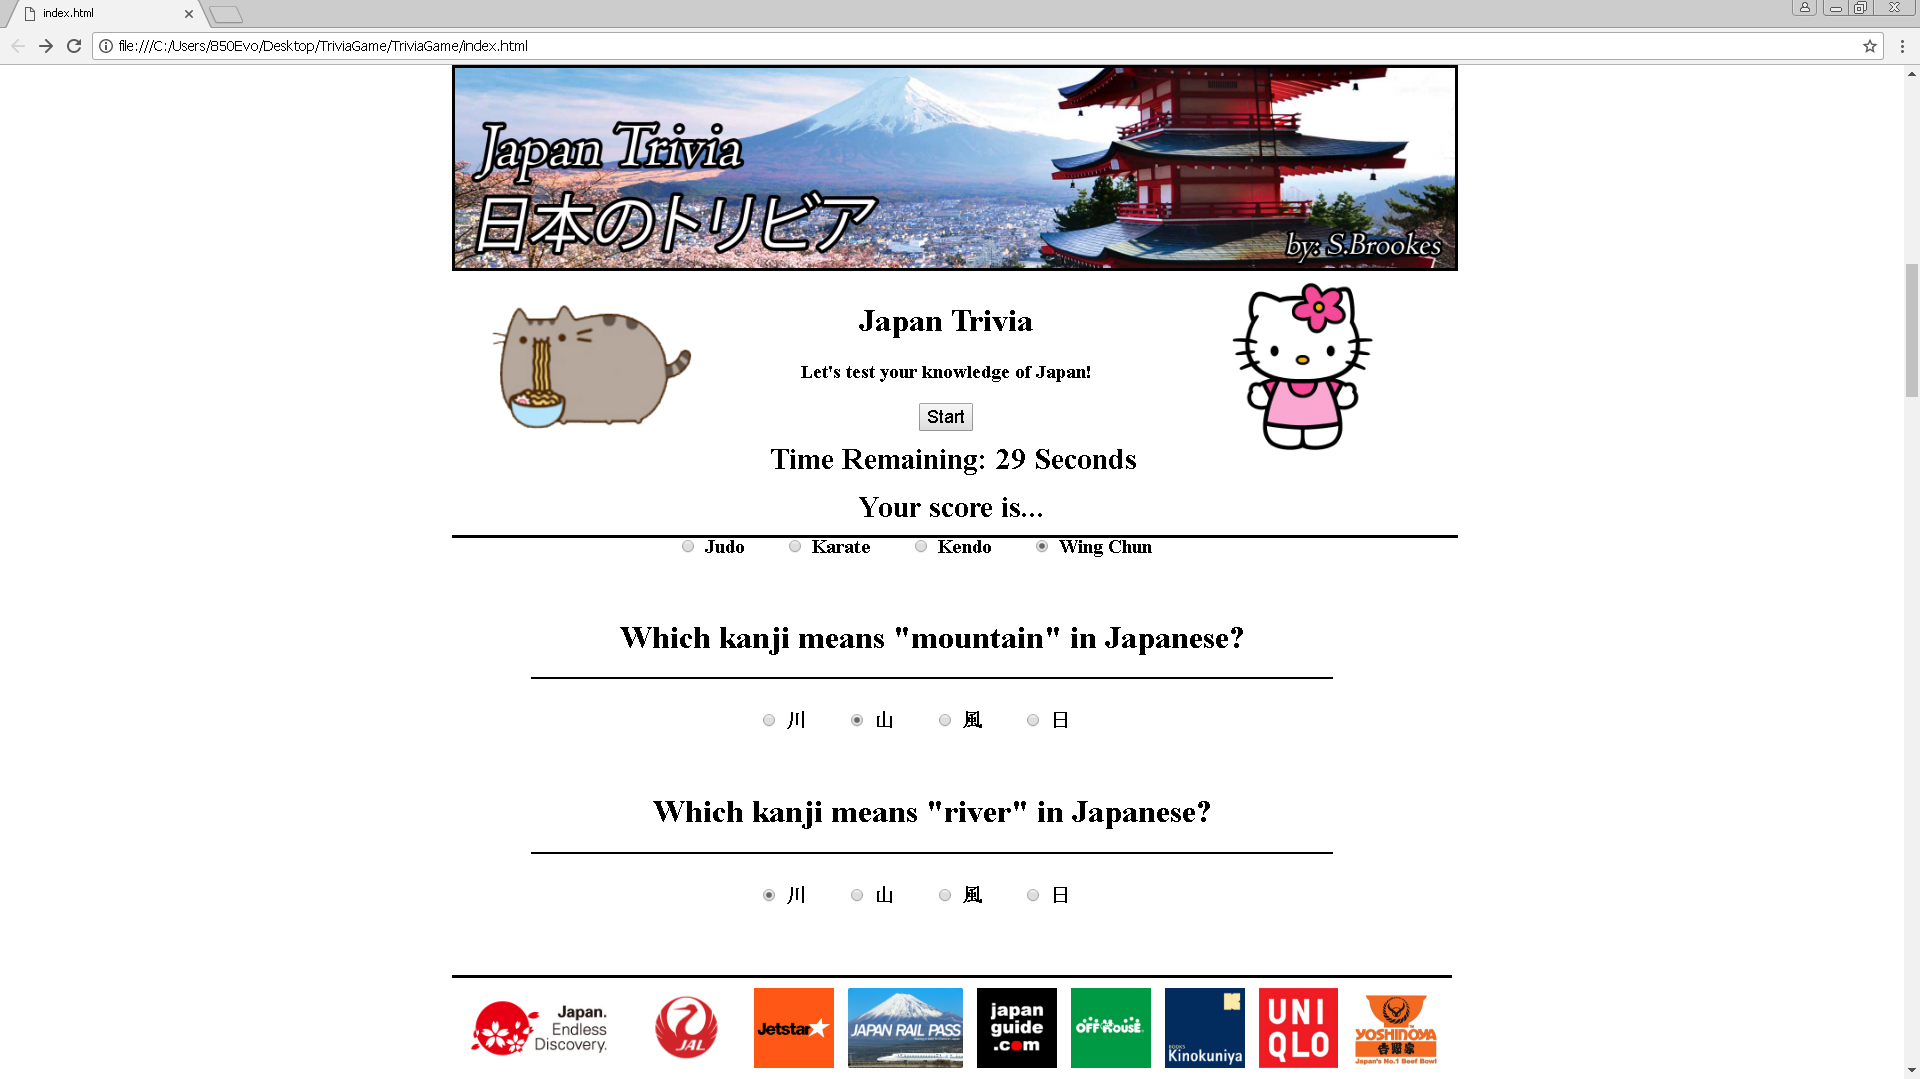 index.html
file:///C:/Users/850Evo/Desktop/TriviaGame/TriviaGame/index.html
Japan Trivia
日本のトリビア
by: S.Brookes
Japan Trivia
Let's test your knowledge of Japan!
Start
Time Remaining: 29 Seconds
Your score is...
Judo Karate Kendo Wing Chun
Which kanji means "mountain" in Japanese?
川 山 風 日
Which kanji means "river" in Japanese?
川 山 風 日
Japan.
Endless
Discovery.
JAL
Jetstar
JAPAN RAIL PASS
japan
guide
.com
OFF HOUSE
BOOKS
Kinokuniya
UNI
QLO
YOSHINOYA
吉野家
Japan's No.1 Beef Bowl